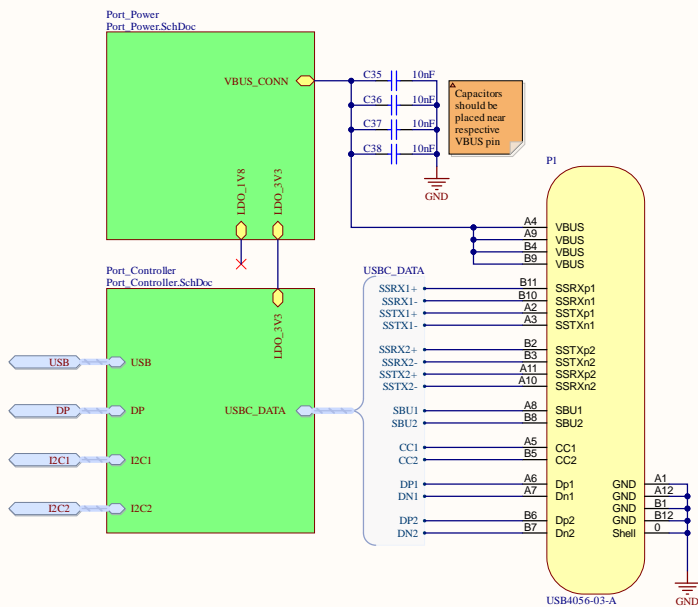 Port_Power
Port_Power.SchDoc
VBUS_CONN
LDO_1V8
LDO_3V3
C35 10nF
C36 10nF
C37 10nF
C38 10nF
GND
Capacitors
should be
placed near
respective
VBUS pin
Port_Controller
Port_Controller.SchDoc
LDO_3V3
USB USB
DP DP
I2C1 I2C1
I2C2 I2C2
USBC_DATA
USBC_DATA
P1
A4 VBUS
A9 VBUS
B4 VBUS
B9 VBUS
SSRX1+ B11 SSRXp1
SSRX1- B10 SSRXn1
SSTX1+ A2 SSTXp1
SSTX1- A3 SSTXn1
SSRX2+ B2 SSTXp2
SSRX2- B3 SSTXn2
SSTX2+ A11 SSRXp2
SSTX2- A10 SSRXn2
SBU1 A8 SBU1
SBU2 B8 SBU2
CC1 A5 CC1
CC2 B5 CC2
DP1 A6 Dp1
DN1 A7 Dn1
DP2 B6 Dp2
DN2 B7 Dn2
GND A1
GND A12
GND B1
GND B12
Shell 0
GND
USB4056-03-A